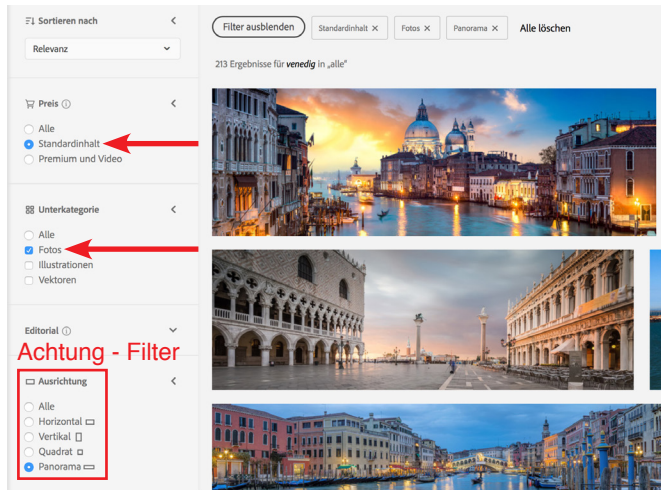 Sortieren nach
Relevanz
Preis
Alle
Standardinhalt
Premium und Video
Unterkategorie
Alle
Fotos
Illustrationen
Vektoren
Editorial
Achtung - Filter
Ausrichtung
Alle
Horizontal
Vertikal
Quadrat
Panorama
Filter ausblenden Standardinhalt × Fotos × Panorama × Alle löschen
213 Ergebnisse für venedig in „alle“